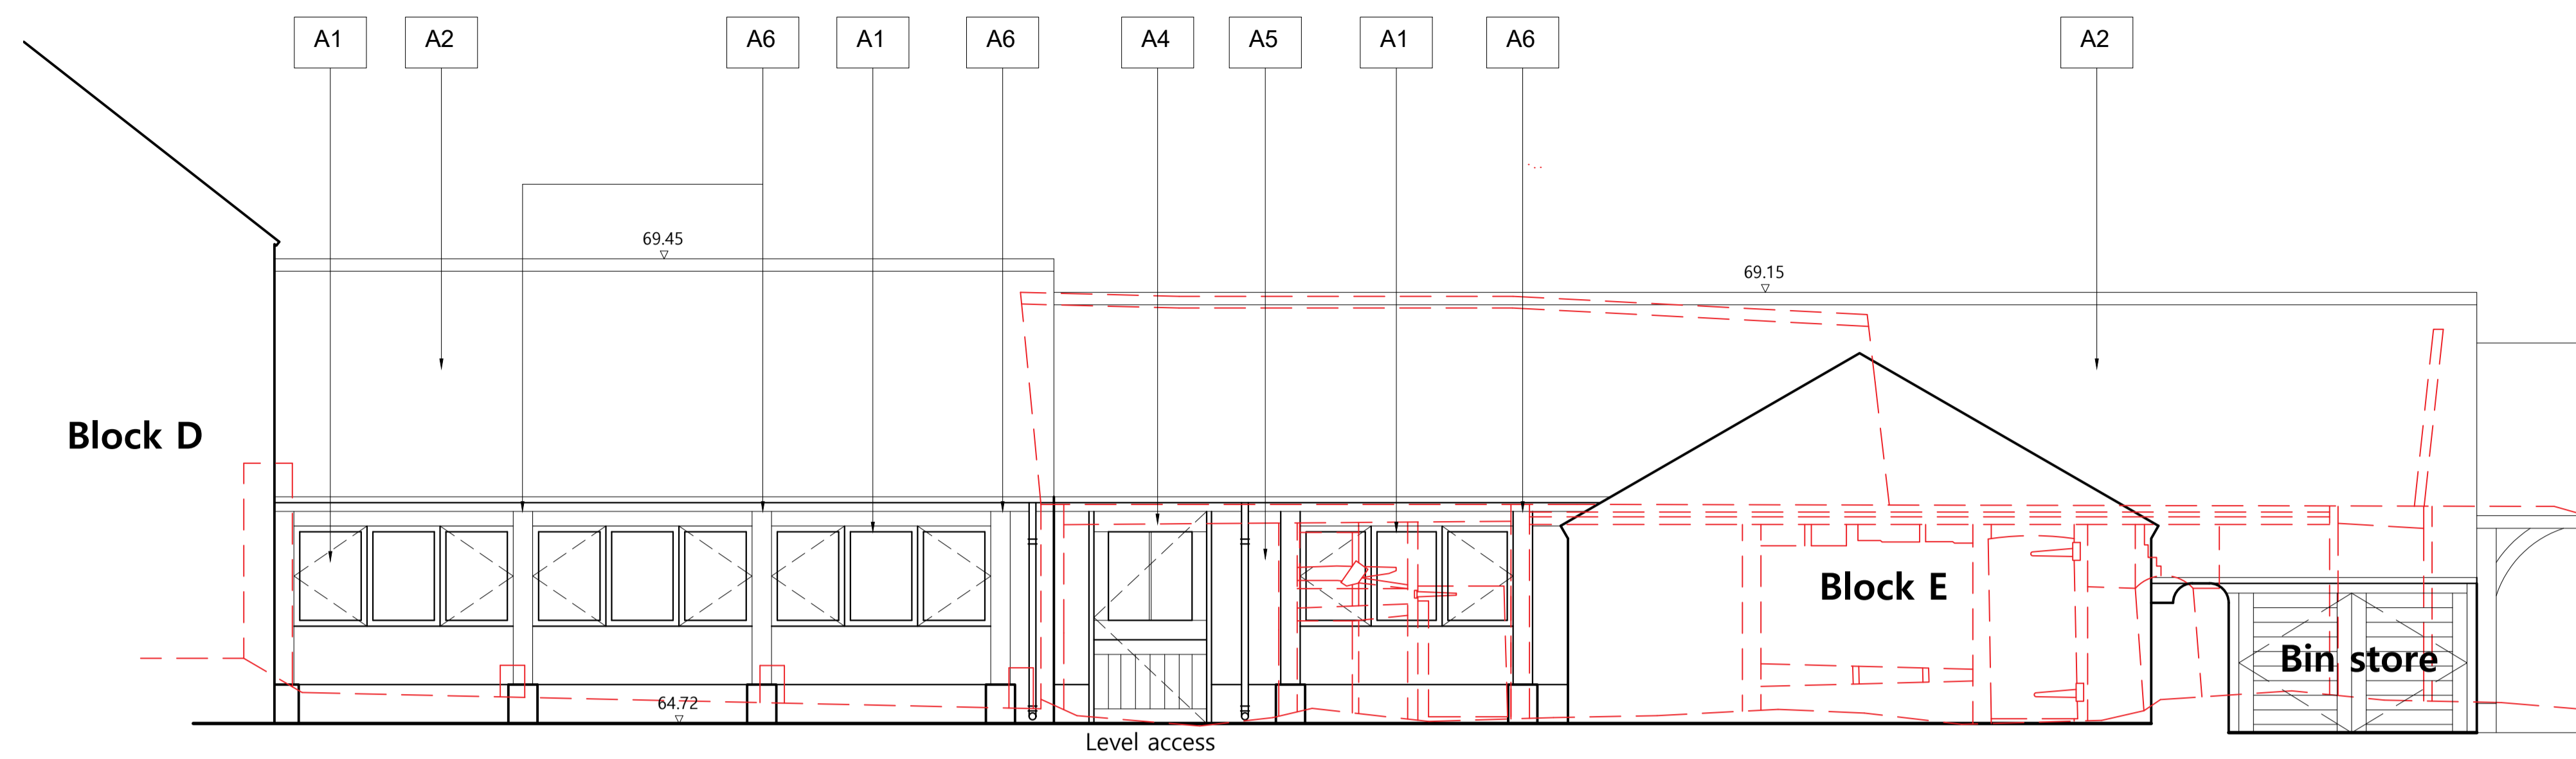 A1 A2 A6 A1 A6 A4 A5 A1 A6 A2
69.45
69.15
Block D
Block E
Bin store
64.72
Level access